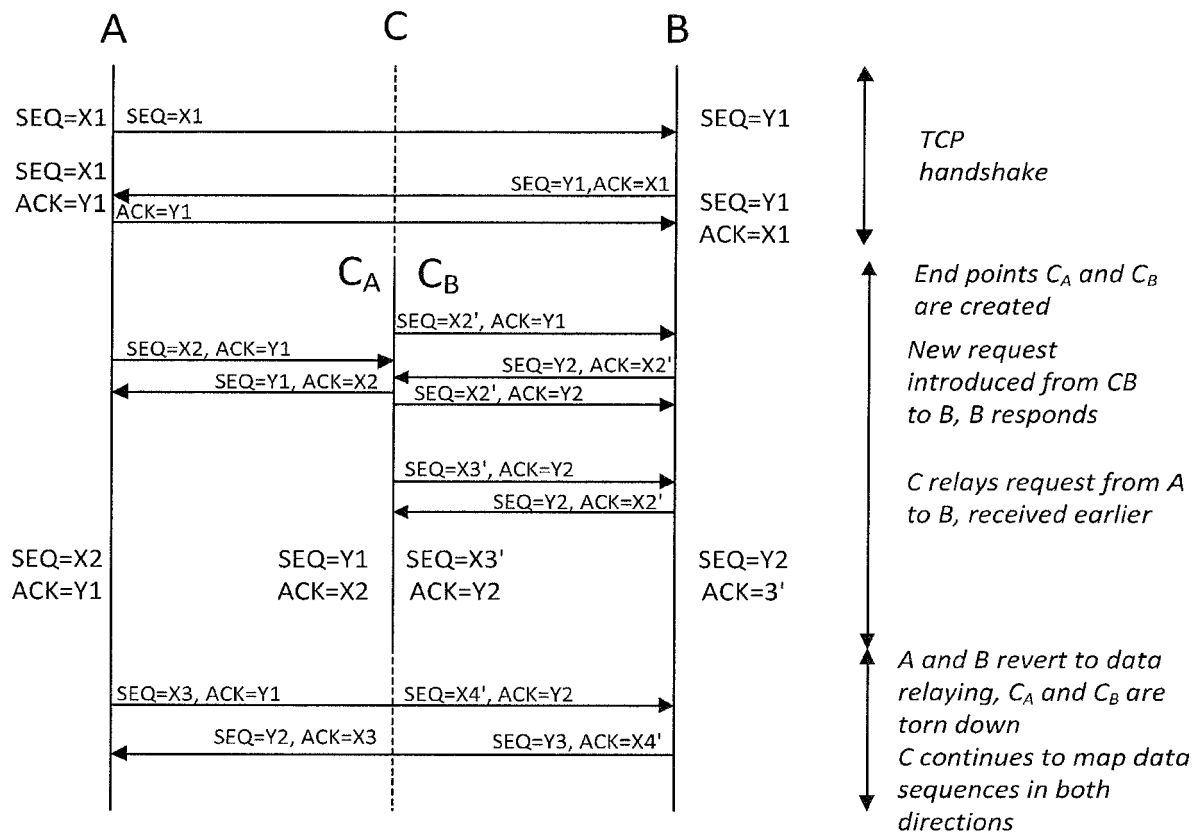 A
C
B
SEQ=X1
SEQ=X1
SEQ=Y1
TCP
handshake
SEQ=X1
ACK=Y1
SEQ=Y1,ACK=X1
ACK=Y1
SEQ=Y1
ACK=X1
CA
CB
End points CA and CB
are created
SEQ=X2', ACK=Y1
SEQ=X2, ACK=Y1
SEQ=Y2, ACK=X2'
SEQ=Y1, ACK=X2
SEQ=X2', ACK=Y2
New request
introduced from CB
to B, B responds
SEQ=X3', ACK=Y2
SEQ=Y2, ACK=X2'
C relays request from A
to B, received earlier
SEQ=X2
ACK=Y1
SEQ=Y1
ACK=X2
SEQ=X3'
ACK=Y2
SEQ=Y2
ACK=3'
SEQ=X3, ACK=Y1
SEQ=X4', ACK=Y2
SEQ=Y2, ACK=X3
SEQ=Y3, ACK=X4'
A and B revert to data
relaying, CA and CB are
torn down
C continues to map data
sequences in both
directions